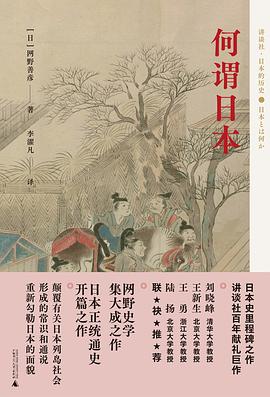 讲谈社·日本的历史 ● 日本とは何か
何谓日本
［日］网野善彦 著 李濯凡 译
日本史里程碑之作
讲谈社百年献礼巨作
刘晓峰 清华大学教授
王新生 北京大学教授
王勇 浙江大学教授
陆扬 北京大学教授
联★袂★推★荐
网野史学
集大成之作
日本正统通史
开篇之作
颠覆有关日本列岛社会
形成的常识和通说
重新勾勒日本的面貌